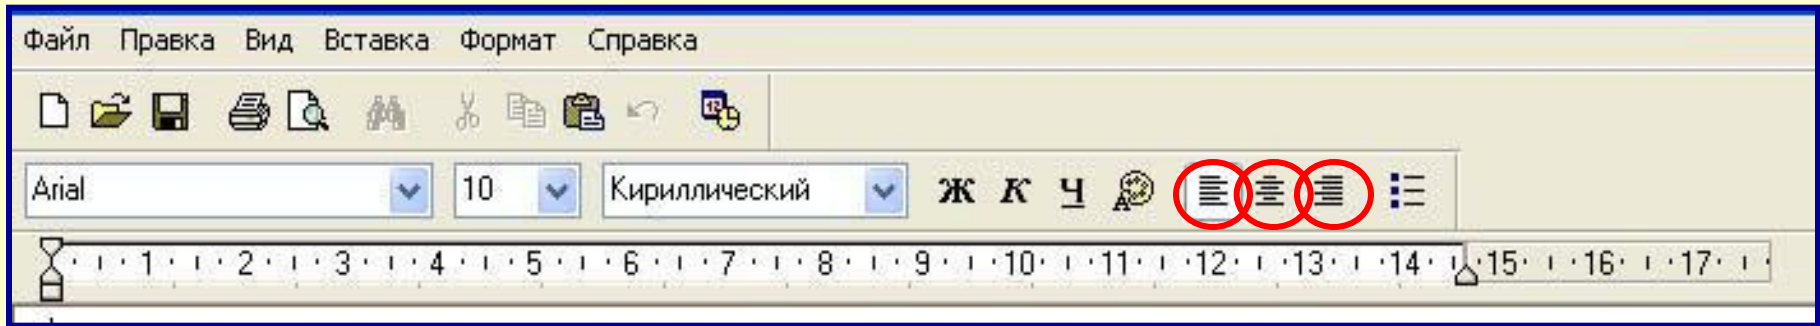 Файл Правка Вид Вставка Формат Справка
12
Arial 10 Кириллический Ж К Ч A
1 2 3 4 5 6 7 8 9 10 11 12 13 14 15 16 17